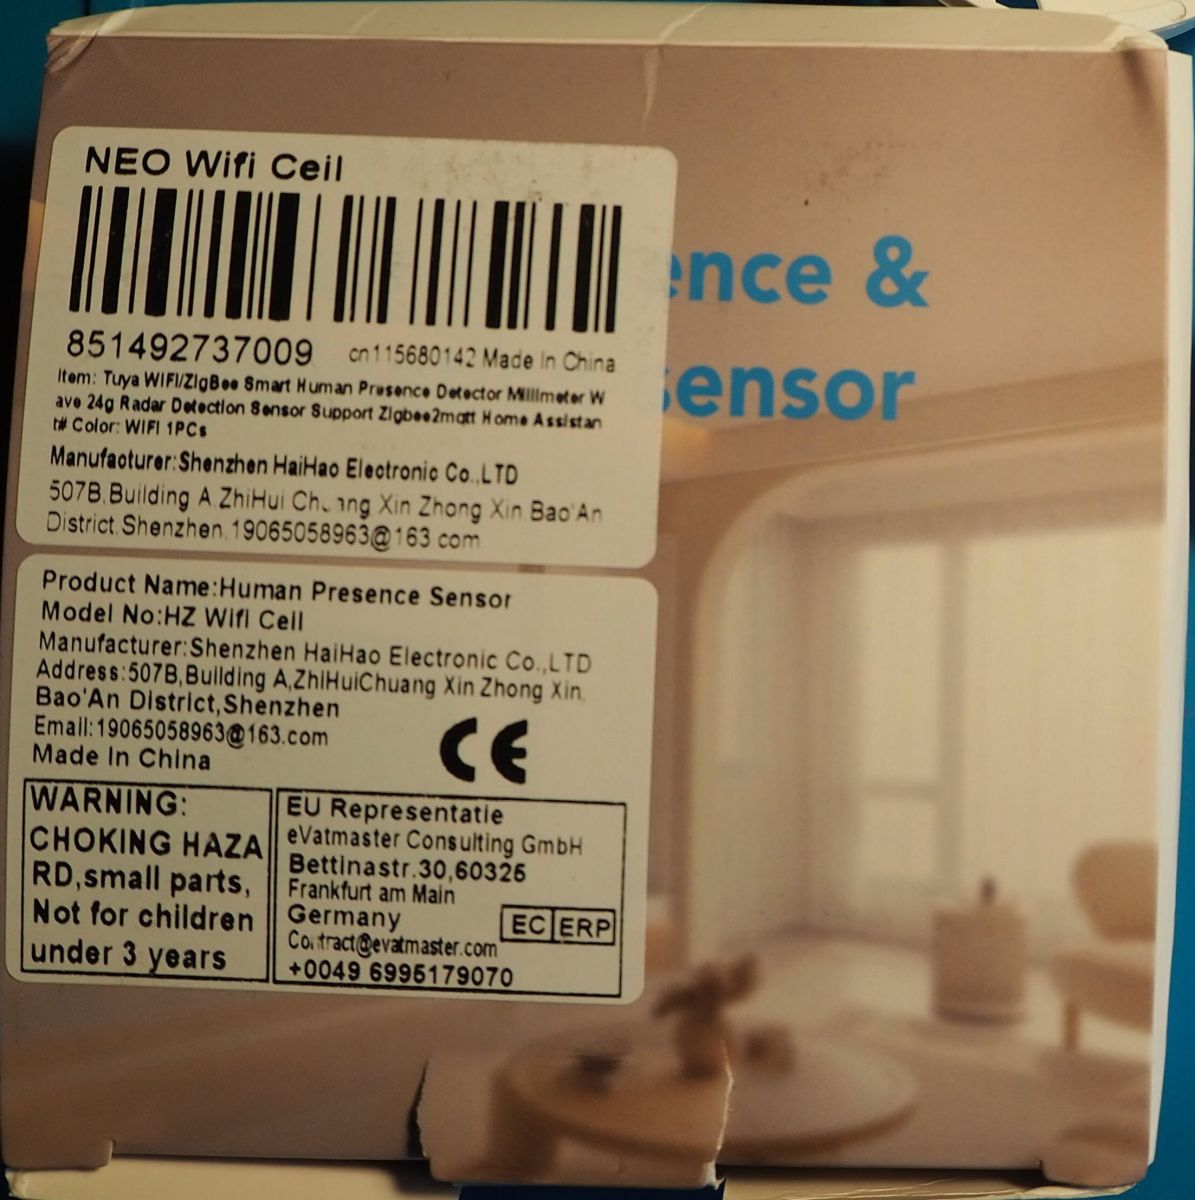 NEO Wifi Ceil
851492737009 cn115680142 Made In China
Item: Tuya WIFI/ZigBee Smart Human Presence Detector Millimeter W
ave 24g Radar Detection Sensor Support Zigbee2mqtt Home Assistan
t# Color: WIFI 1PCs
Manufacturer:Shenzhen HaiHao Electronic Co.,LTD
507B,Building A ZhiHui Chuang Xin Zhong Xin Bao'An
District,Shenzhen, 19065058963@163 com
ence &
sensor
Product Name:Human Presence Sensor
Model No:HZ Wifi Ceil
Manufacturer:Shenzhen HaiHao Electronic Co.,LTD
Address:507B,Building A,ZhiHuiChuang Xin Zhong Xin,
Bao'An District,Shenzhen
Email:19065058963@163.com
Made In China
CE
WARNING:
CHOKING HAZA
RD,small parts,
Not for children
under 3 years
EU Representatie
eVatmaster Consulting GmbH
Bettinastr.30,60325
Frankfurt am Main
Germany
Contract@evatmaster.com
+0049 6995179070
EC ERP